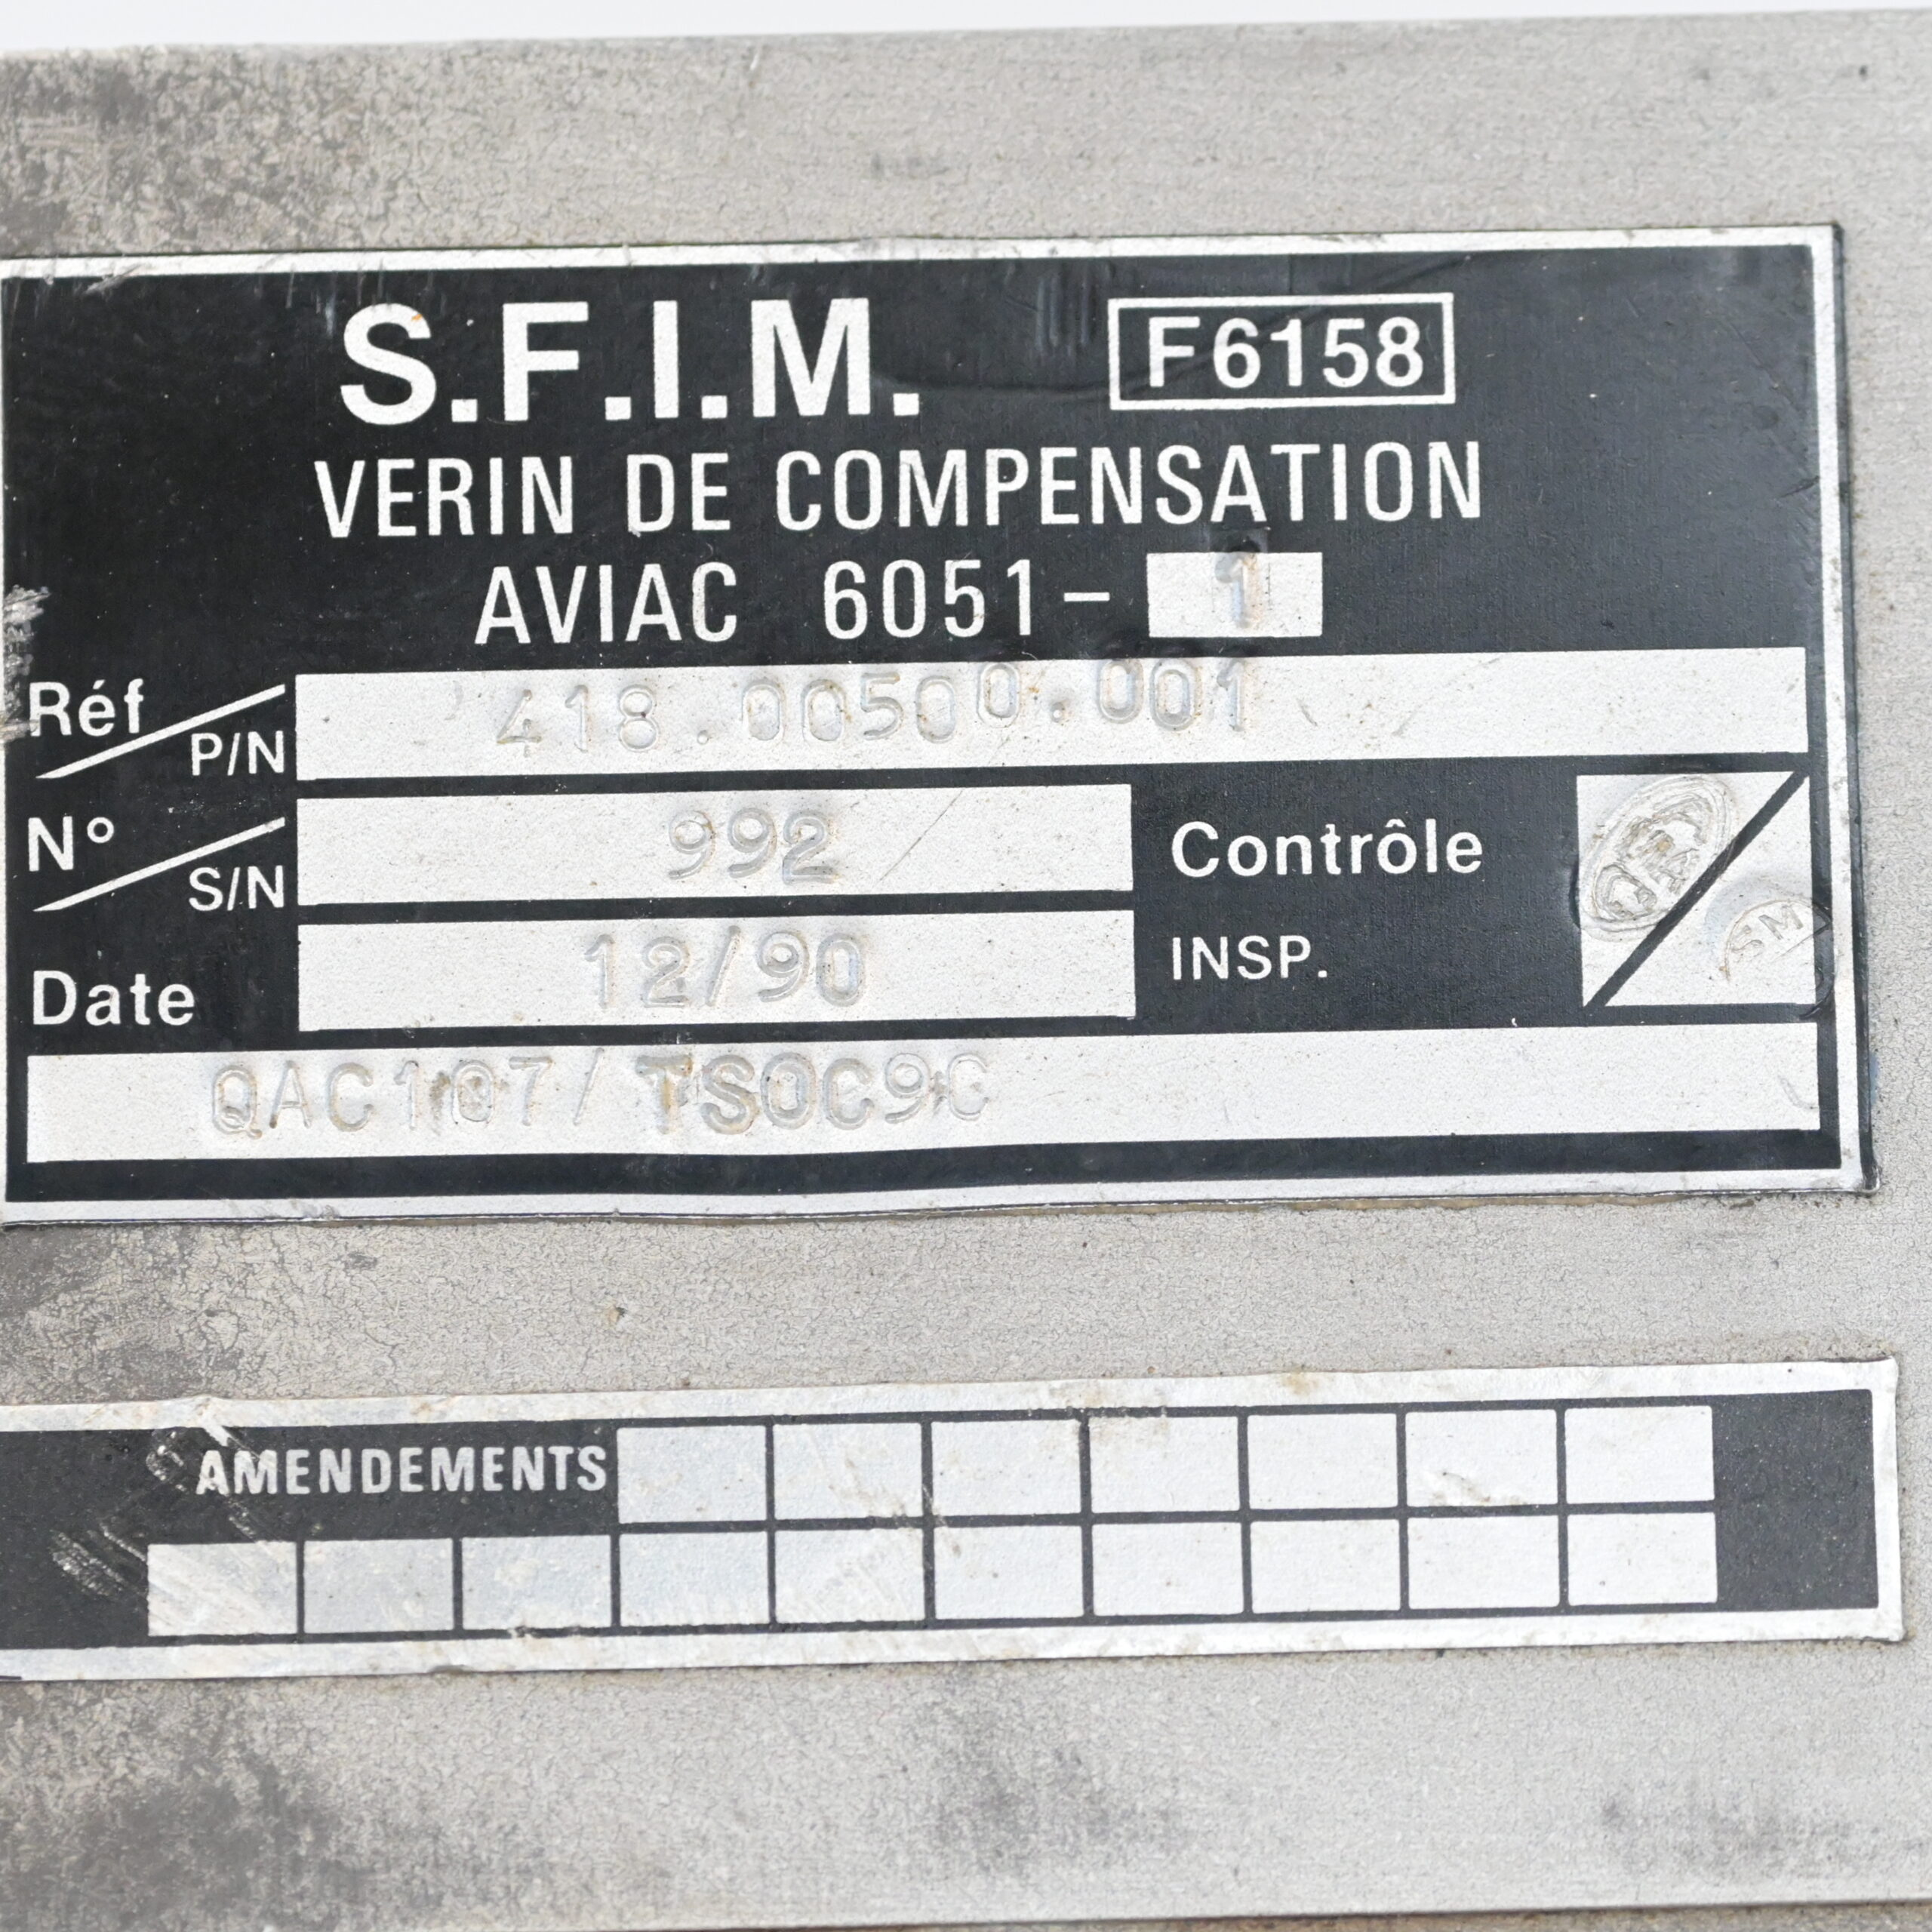 S.F.I.M. F6158
VERIN DE COMPENSATION
AVIAC 6051-1
Réf P/N 418.00500.001
N° S/N 992
Contrôle
INSP.
SM
Date 12/90
QAC107/TSOC9C
AMENDEMENTS